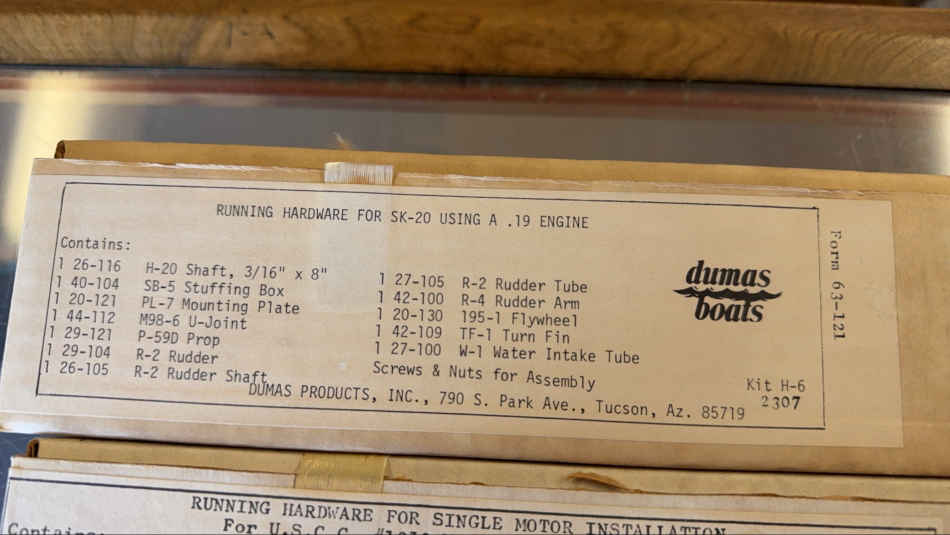 RUNNING HARDWARE FOR SK-20 USING A .19 ENGINE
Contains:
1 26-116 H-20 Shaft, 3/16" x 8"
1 40-104 SB-5 Stuffing Box
1 20-121 PL-7 Mounting Plate
1 44-112 M98-6 U-Joint
1 29-121 P-59D Prop
1 29-104 R-2 Rudder
1 26-105 R-2 Rudder Shaft
1 27-105 R-2 Rudder Tube
1 42-100 R-4 Rudder Arm
1 20-130 195-1 Flywheel
1 42-109 TF-1 Turn Fin
1 27-100 W-1 Water Intake Tube
Screws & Nuts for Assembly
dumas
boats
Kit H-6
2307
DUMAS PRODUCTS, INC., 790 S. Park Ave., Tucson, Az. 85719
Form 63-121
RUNNING HARDWARE FOR SINGLE MOTOR INSTALLATION
For U.S.C.G.
Contains: